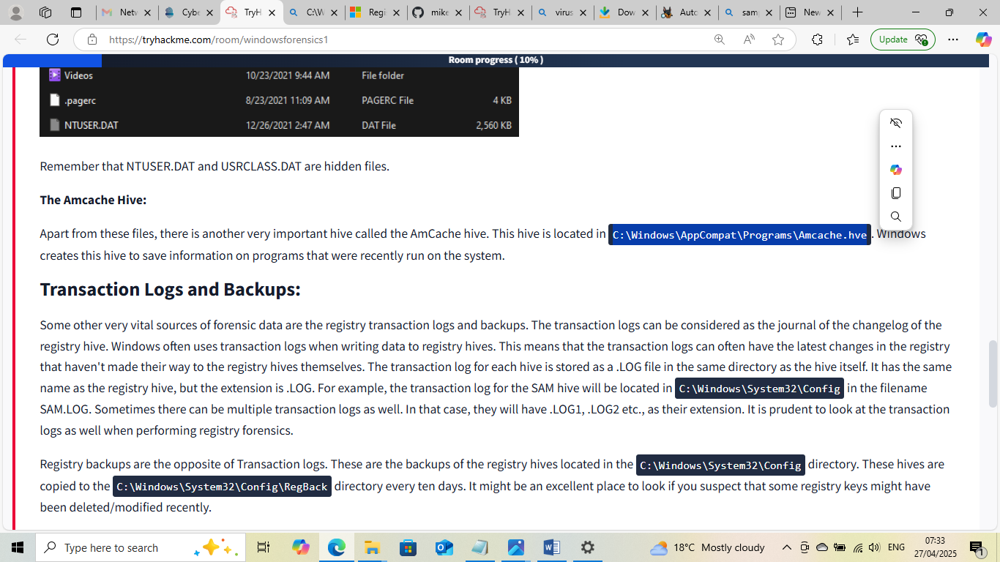 Netw
Cybe
TryH
C:\W
Regi
mike
TryH
virus
Dow
Auto
sam
New
https://tryhackme.com/room/windowsforensics1
Update
Room progress ( 10% )
Videos 10/23/2021 9:44 AM File folder
.pagerc 8/23/2021 11:09 AM PAGERC File 4 KB
NTUSER.DAT 12/26/2021 2:47 AM DAT File 2,560 KB
Remember that NTUSER.DAT and USRCLASS.DAT are hidden files.
The Amcache Hive:
Apart from these files, there is another very important hive called the AmCache hive. This hive is located in C:\Windows\AppCompat\Programs\Amcache.hve. Windows
creates this hive to save information on programs that were recently run on the system.
Transaction Logs and Backups:
Some other very vital sources of forensic data are the registry transaction logs and backups. The transaction logs can be considered as the journal of the changelog of the
registry hive. Windows often uses transaction logs when writing data to registry hives. This means that the transaction logs can often have the latest changes in the registry
that haven't made their way to the registry hives themselves. The transaction log for each hive is stored as a .LOG file in the same directory as the hive itself. It has the same
name as the registry hive, but the extension is .LOG. For example, the transaction log for the SAM hive will be located in C:\Windows\System32\Config in the filename
SAM.LOG. Sometimes there can be multiple transaction logs as well. In that case, they will have .LOG1, .LOG2 etc., as their extension. It is prudent to look at the transaction
logs as well when performing registry forensics.
Registry backups are the opposite of Transaction logs. These are the backups of the registry hives located in the C:\Windows\System32\Config directory. These hives are
copied to the C:\Windows\System32\Config\RegBack directory every ten days. It might be an excellent place to look if you suspect that some registry keys might have
been deleted/modified recently.
Type here to search
18°C Mostly cloudy
ENG
07:33
27/04/2025
1